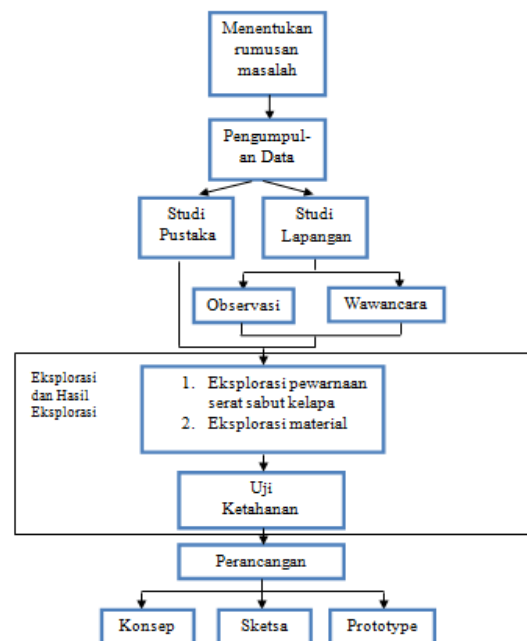 Menentukan
rumusan
masalah
Pengumpul-
an Data
Studi
Pustaka
Studi
Lapangan
Observasi
Wawancara
Eksplorasi
dan Hasil
Eksplorasi
1. Eksplorasi pewarnaan
serat sabut kelapa
2. Eksplorasi material
Uji
Ketahanan
Perancangan
Konsep
Sketsa
Prototype